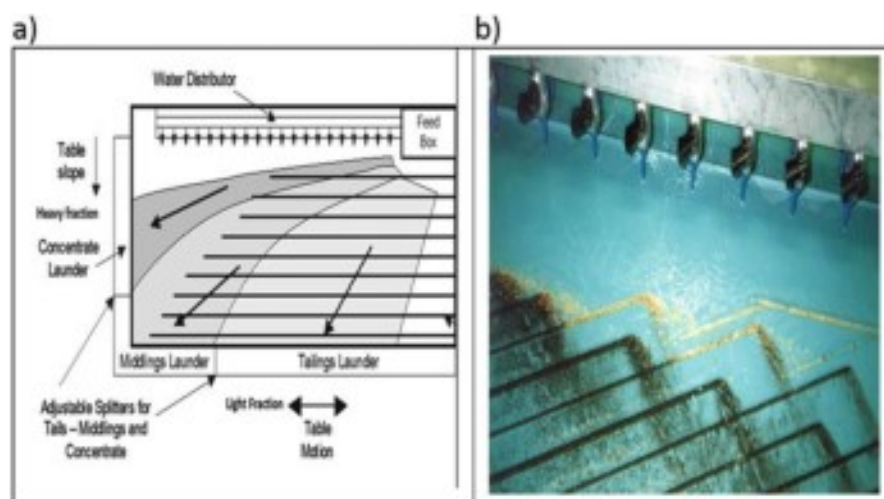 a)
b)
Water Distributor
Feed
Box
Table
slope
Heavy fraction
Concentrate
Launder
Middlings Launder
Tailings Launder
Adjustable Splitters for
Tails – Middlings and
Concentrate
Light Fraction
Table
Motion